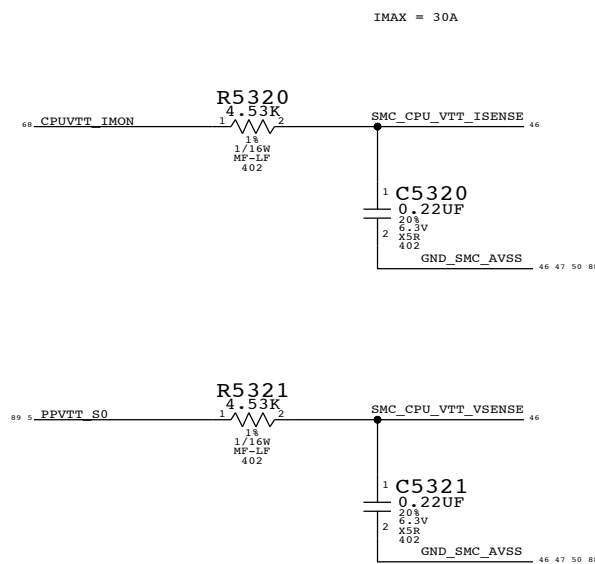 IMAX = 30A
R5320
4.53K
68 CPUVTT_IMON 1 2 SMC_CPU_VTT_ISENSE 46
1%
1/16W
MF-LF
402
1 C5320
0.22UF
20%
2 6.3V
X5R
402
GND_SMC_AVSS 46 47 50 88
R5321
4.53K
89 5 PPVTT_S0 1 2 SMC_CPU_VTT_VSENSE 46
1%
1/16W
MF-LF
402
1 C5321
0.22UF
20%
2 6.3V
X5R
402
GND_SMC_AVSS 46 47 50 88